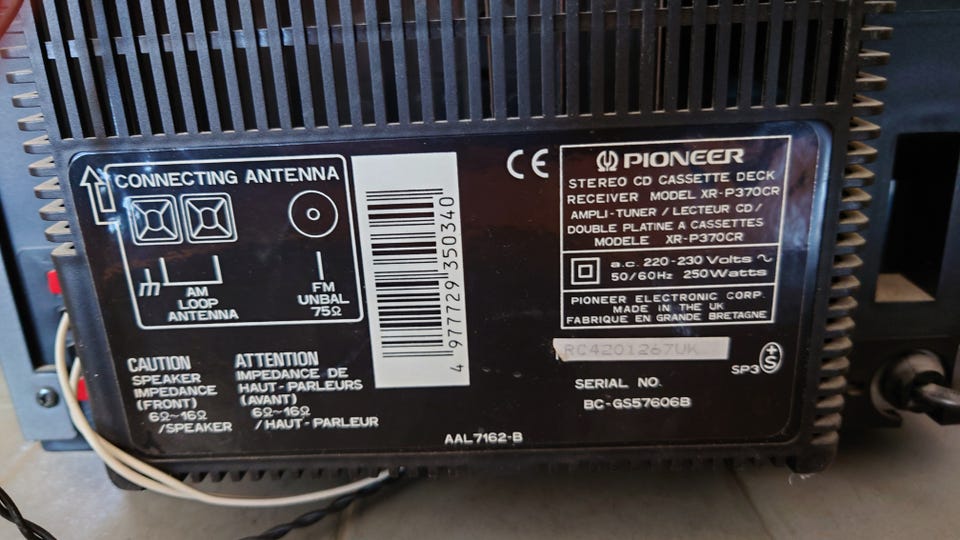 CONNECTING ANTENNA
AM
LOOP
ANTENNA
FM
UNBAL
75Ω
CAUTION
SPEAKER
IMPEDANCE
(FRONT)
6Ω~16Ω
/SPEAKER
ATTENTION
IMPEDANCE DE
HAUT-PARLEURS
(AVANT)
6Ω~16Ω
/HAUT-PARLEUR
4 977729 350340
AAL7162-B
CE
PIONEER
STEREO CD CASSETTE DECK
RECEIVER MODEL XR-P370CR
AMPLI-TUNER / LECTEUR CD/
DOUBLE PLATINE A CASSETTES
MODELE XR-P370CR
a.c. 220-230 Volts ~
50/60Hz 250Watts
PIONEER ELECTRONIC CORP.
MADE IN THE UK
FABRIQUE EN GRANDE BRETAGNE
RC4201267UK
SP3
SERIAL NO.
BC-GS57606B